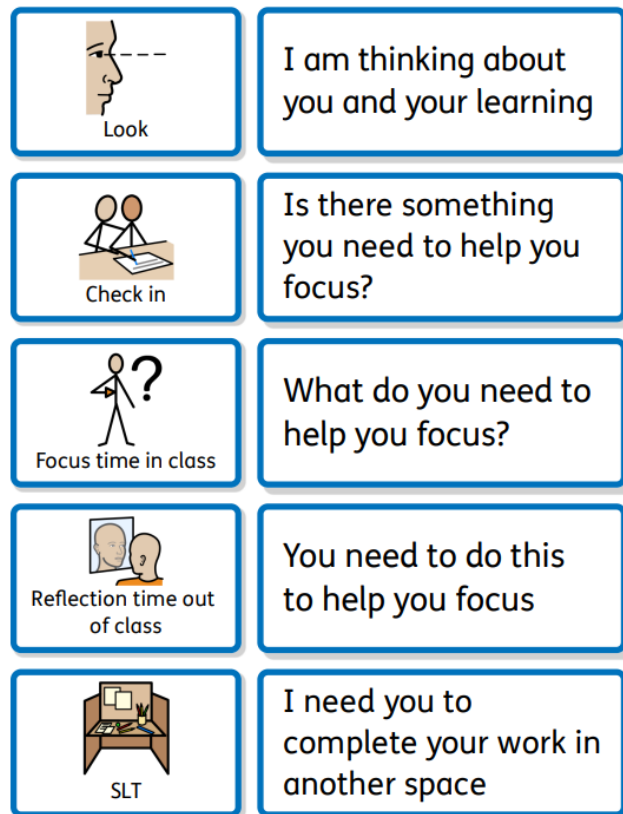 Look
I am thinking about
you and your learning
Check in
Is there something
you need to help you
focus?
?
Focus time in class
What do you need to
help you focus?
Reflection time out
of class
You need to do this
to help you focus
SLT
I need you to
complete your work in
another space